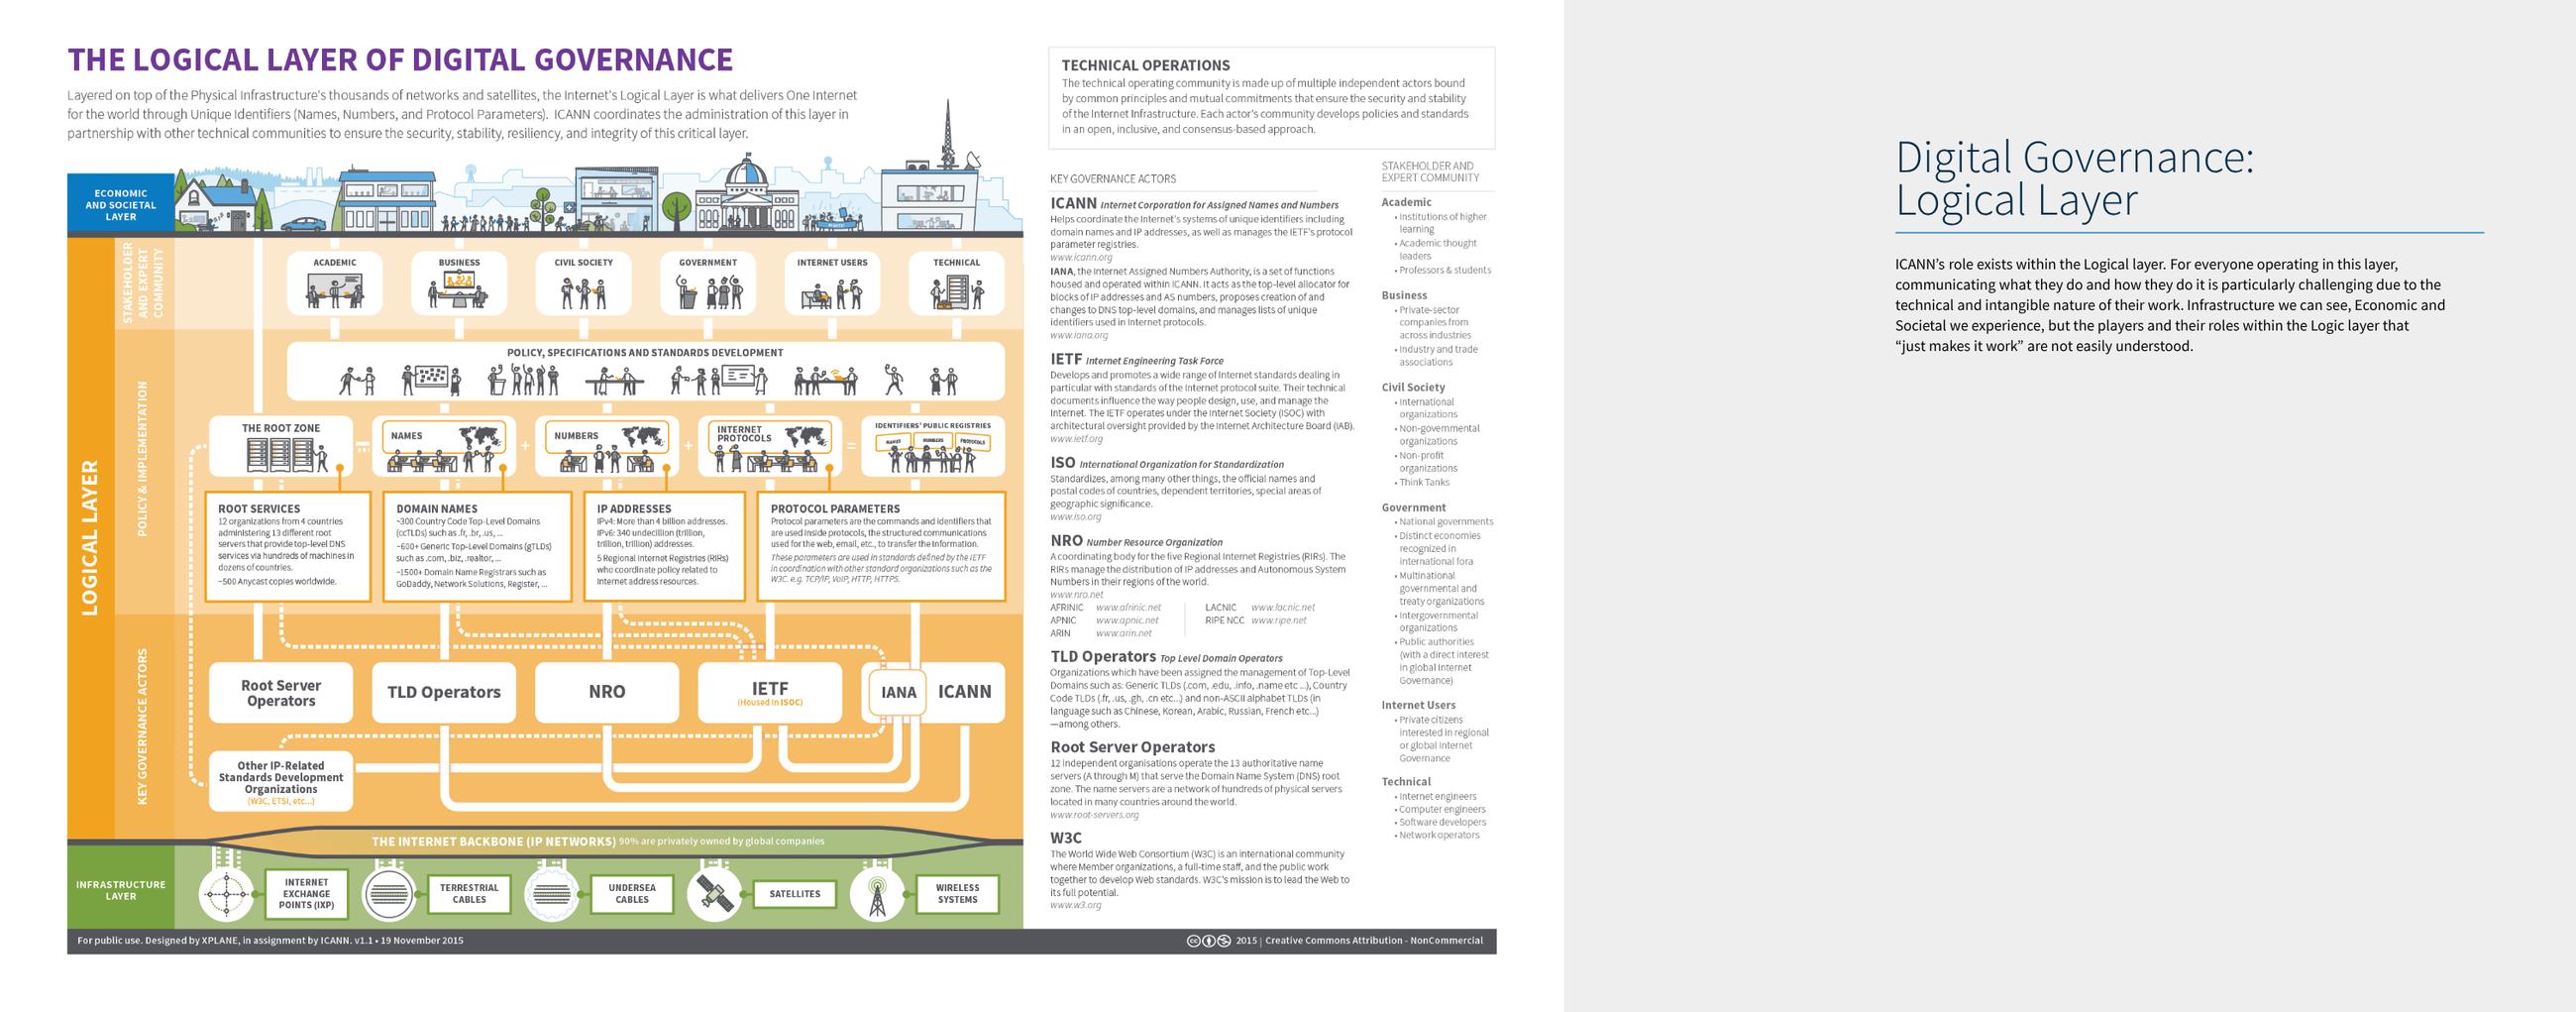 THE LOGICAL LAYER OF DIGITAL GOVERNANCE
Layered on top of the Physical Infrastructure's thousands of networks and satellites, the Internet's Logical Layer is what delivers One Internet
for the world through Unique Identifiers (Names, Numbers, and Protocol Parameters). ICANN coordinates the administration of this layer in
partnership with other technical communities to ensure the security, stability, resiliency, and integrity of this critical layer.
ECONOMIC
AND SOCIETAL
LAYER
LOGICAL LAYER
STAKEHOLDER
AND EXPERT
COMMUNITY
ACADEMIC
BUSINESS
CIVIL SOCIETY
GOVERNMENT
INTERNET USERS
TECHNICAL
POLICY & IMPLEMENTATION
POLICY, SPECIFICATIONS AND STANDARDS DEVELOPMENT
THE ROOT ZONE
=
NAMES
+
NUMBERS
+
INTERNET
PROTOCOLS
=
IDENTIFIERS' PUBLIC REGISTRIES
NAMES
NUMBERS
PROTOCOLS
ROOT SERVICES
12 organizations from 4 countries
administering 13 different root
servers that provide top-level DNS
services via hundreds of machines in
dozens of countries.
~500 Anycast copies worldwide.
DOMAIN NAMES
~300 Country Code Top-Level Domains
(ccTLDs) such as .fr, .br, .us, ...
~600+ Generic Top-Level Domains (gTLDs)
such as .com, .biz, .realtor, ...
~1500+ Domain Name Registrars such as
GoDaddy, Network Solutions, Register, ...
IP ADDRESSES
IPv4: More than 4 billion addresses.
IPv6: 340 undecillion (trillion,
trillion, trillion) addresses.
5 Regional Internet Registries (RIRs)
who coordinate policy related to
Internet address resources.
PROTOCOL PARAMETERS
Protocol parameters are the commands and identifiers that
are used inside protocols, the structured communications
used for the web, email, etc., to transfer the information.
These parameters are used in standards defined by the IETF
in coordination with other standard organizations such as the
W3C. e.g. TCP/IP, VoIP, HTTP, HTTPS.
KEY GOVERNANCE ACTORS
Root Server
Operators
TLD Operators
NRO
IETF
(Housed in ISOC)
IANA
ICANN
Other IP-Related
Standards Development
Organizations
(W3C, ETSI, etc...)
THE INTERNET BACKBONE (IP NETWORKS) 90% are privately owned by global companies
INFRASTRUCTURE
LAYER
INTERNET
EXCHANGE
POINTS (IXP)
TERRESTRIAL
CABLES
UNDERSEA
CABLES
SATELLITES
WIRELESS
SYSTEMS
TECHNICAL OPERATIONS
The technical operating community is made up of multiple independent actors bound
by common principles and mutual commitments that ensure the security and stability
of the Internet Infrastructure. Each actor's community develops policies and standards
in an open, inclusive, and consensus-based approach.
KEY GOVERNANCE ACTORS
ICANN Internet Corporation for Assigned Names and Numbers
Helps coordinate the Internet's systems of unique identifiers including
domain names and IP addresses, as well as manages the IETF's protocol
parameter registries.
www.icann.org
IANA, the Internet Assigned Numbers Authority, is a set of functions
housed and operated within ICANN. It acts as the top-level allocator for
blocks of IP addresses and AS numbers, proposes creation of and
changes to DNS top-level domains, and manages lists of unique
identifiers used in Internet protocols.
www.iana.org
IETF Internet Engineering Task Force
Develops and promotes a wide range of Internet standards dealing in
particular with standards of the Internet protocol suite. Their technical
documents influence the way people design, use, and manage the
Internet. The IETF operates under the Internet Society (ISOC) with
architectural oversight provided by the Internet Architecture Board (IAB).
www.ietf.org
ISO International Organization for Standardization
Standardizes, among many other things, the official names and
postal codes of countries, dependent territories, special areas of
geographic significance.
www.iso.org
NRO Number Resource Organization
A coordinating body for the five Regional Internet Registries (RIRs). The
RIRs manage the distribution of IP addresses and Autonomous System
Numbers in their regions of the world.
www.nro.net
AFRINIC www.afrinic.net
APNIC www.apnic.net
ARIN www.arin.net
LACNIC www.lacnic.net
RIPE NCC www.ripe.net
TLD Operators Top Level Domain Operators
Organizations which have been assigned the management of Top-Level
Domains such as: Generic TLDs (.com, .edu, .info, .name etc ...), Country
Code TLDs (.fr, .us, .gh, .cn etc...) and non-ASCII alphabet TLDs (in
language such as Chinese, Korean, Arabic, Russian, French etc...)
—among others.
Root Server Operators
12 independent organisations operate the 13 authoritative name
servers (A through M) that serve the Domain Name System (DNS) root
zone. The name servers are a network of hundreds of physical servers
located in many countries around the world.
www.root-servers.org
W3C
The World Wide Web Consortium (W3C) is an international community
where Member organizations, a full-time staff, and the public work
together to develop Web standards. W3C's mission is to lead the Web to
its full potential.
www.w3.org
STAKEHOLDER AND
EXPERT COMMUNITY
Academic
• Institutions of higher
learning
• Academic thought
leaders
• Professors & students
Business
• Private-sector
companies from
across industries
• Industry and trade
associations
Civil Society
• International
organizations
• Non-governmental
organizations
• Non-profit
organizations
• Think Tanks
Government
• National governments
• Distinct economies
recognized in
international fora
• Multinational
governmental and
treaty organizations
• Intergovernmental
organizations
• Public authorities
(with a direct interest
in global Internet
Governance)
Internet Users
• Private citizens
interested in regional
or global Internet
Governance
Technical
• Internet engineers
• Computer engineers
• Software developers
• Network operators
For public use. Designed by XPLANE, in assignment by ICANN. v1.1 • 19 November 2015
2015 | Creative Commons Attribution - NonCommercial
Digital Governance:
Logical Layer
ICANN’s role exists within the Logical layer. For everyone operating in this layer,
communicating what they do and how they do it is particularly challenging due to the
technical and intangible nature of their work. Infrastructure we can see, Economic and
Societal we experience, but the players and their roles within the Logic layer that
“just makes it work” are not easily understood.